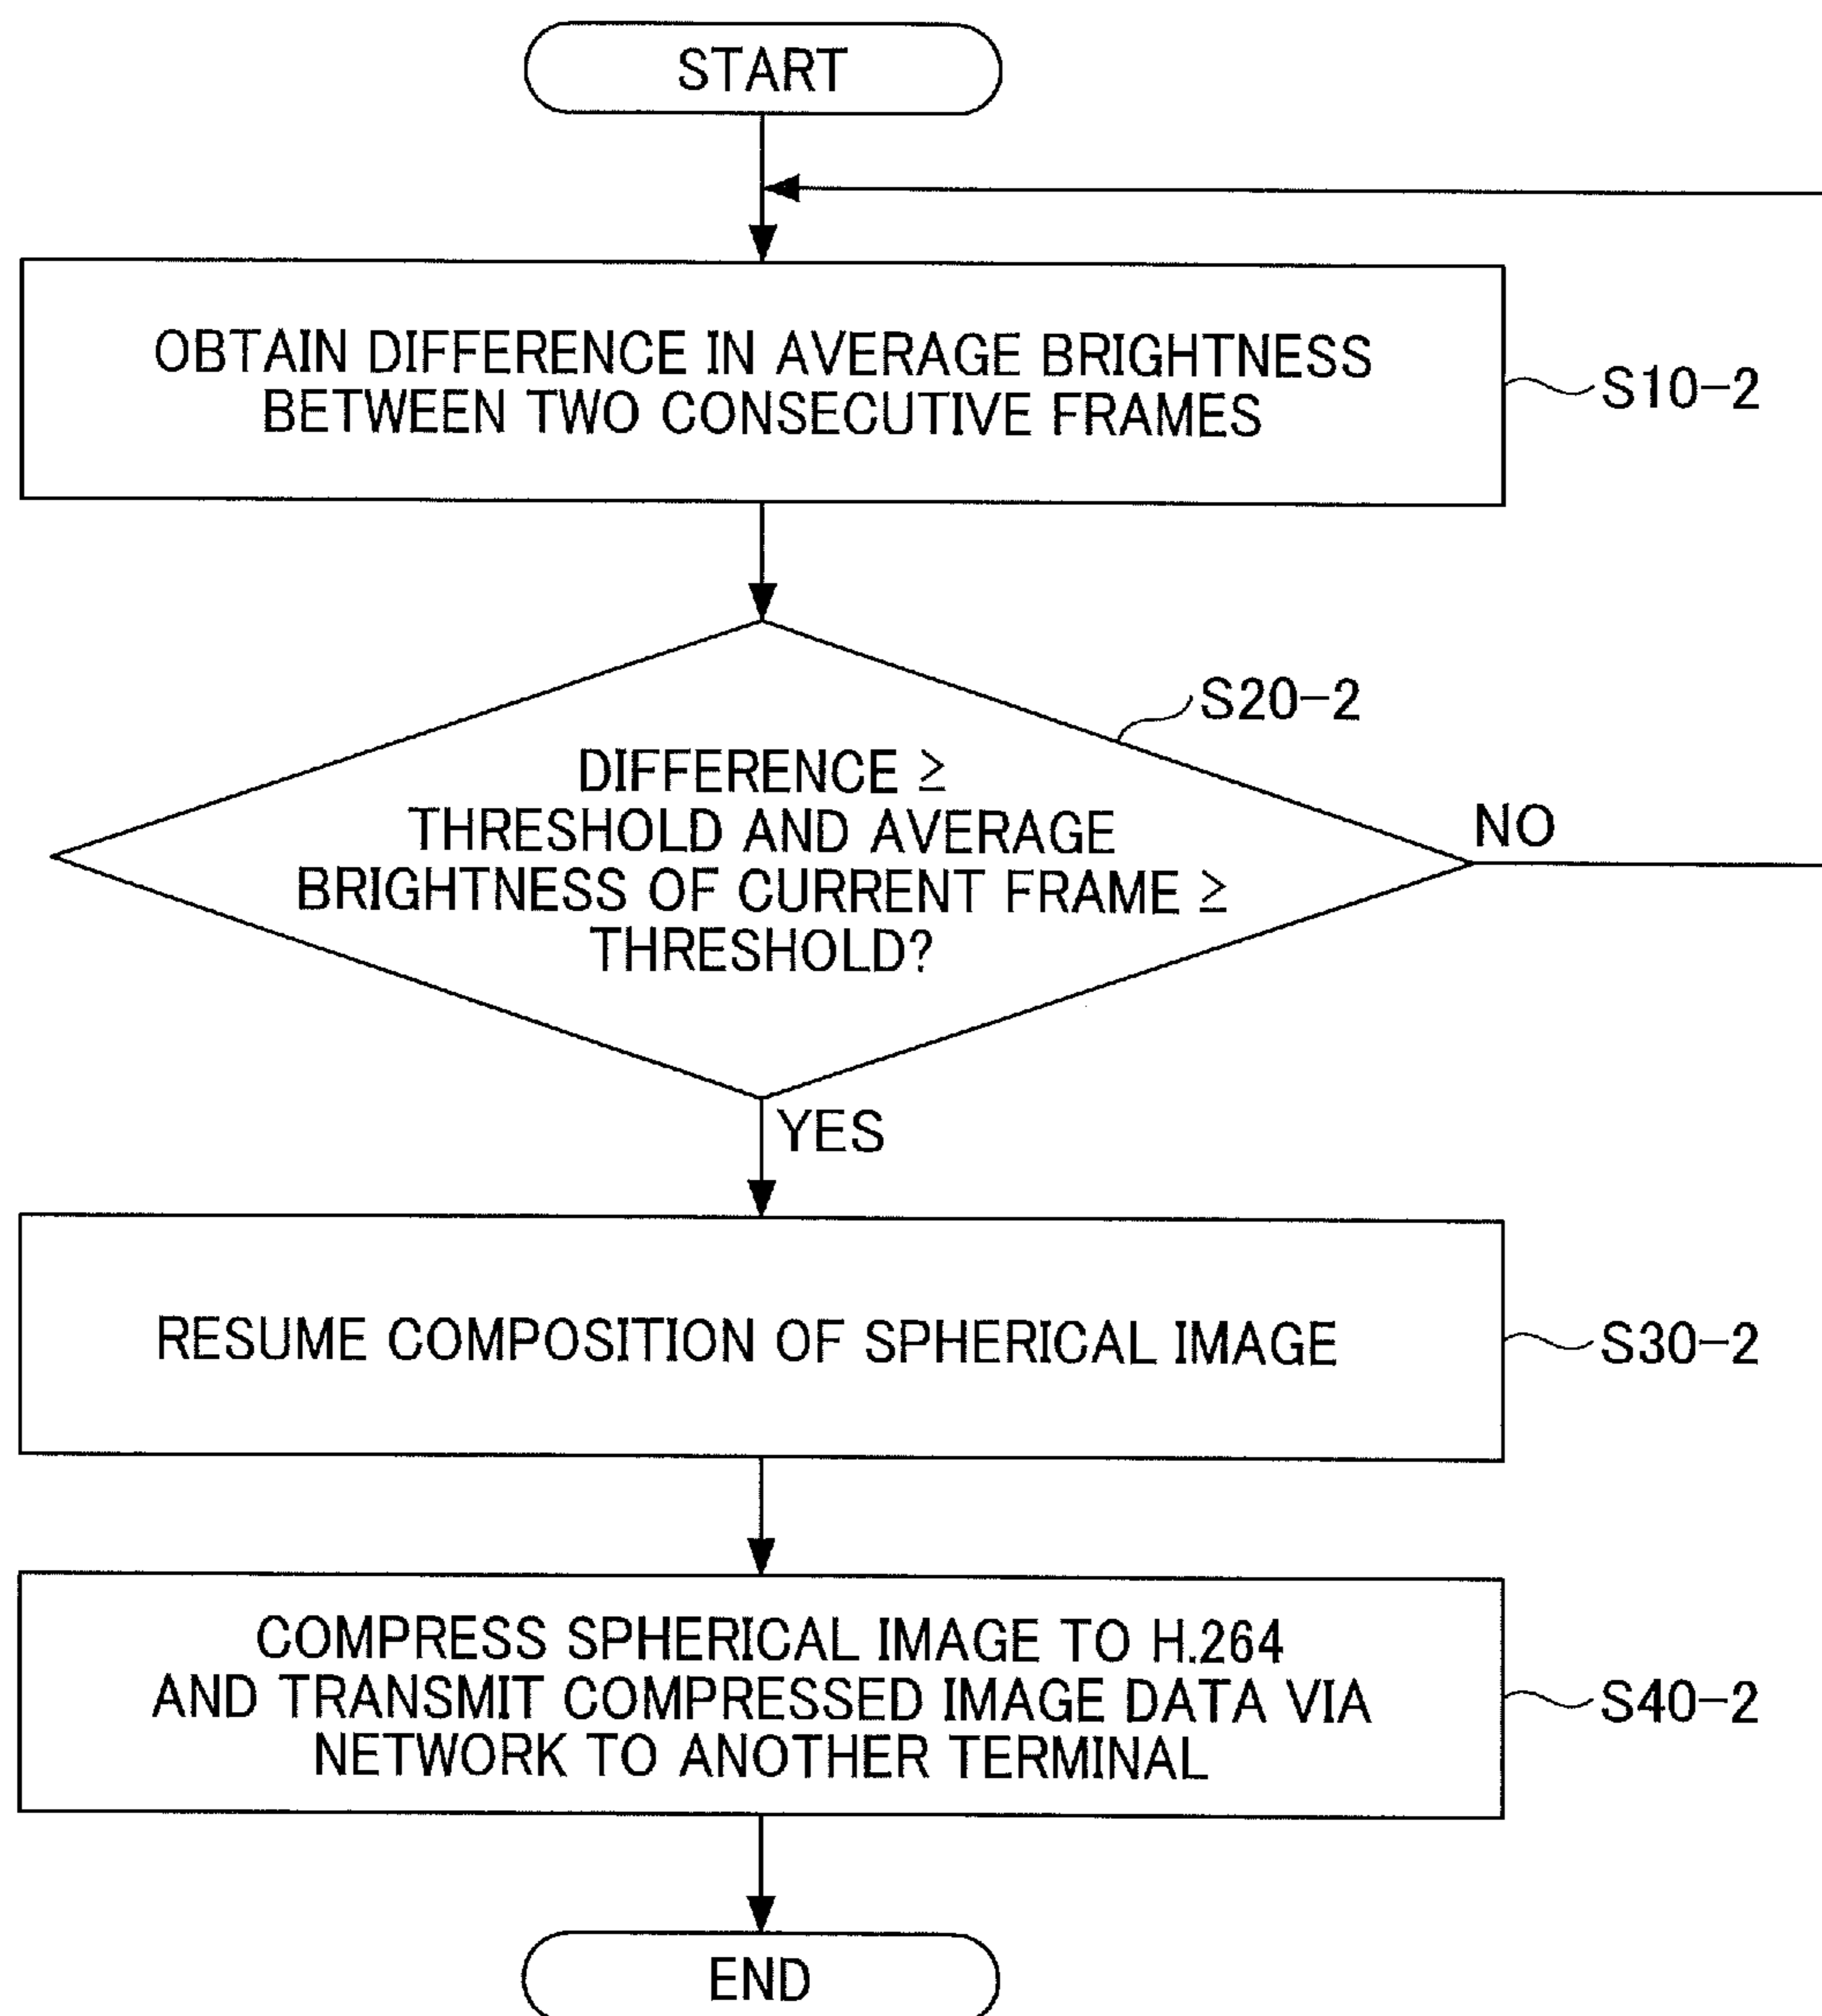 START
OBTAIN DIFFERENCE IN AVERAGE BRIGHTNESS
BETWEEN TWO CONSECUTIVE FRAMES
S10-2
S20-2
DIFFERENCE ≥
THRESHOLD AND AVERAGE
BRIGHTNESS OF CURRENT FRAME ≥
THRESHOLD?
NO
YES
RESUME COMPOSITION OF SPHERICAL IMAGE
S30-2
COMPRESS SPHERICAL IMAGE TO H.264
AND TRANSMIT COMPRESSED IMAGE DATA VIA
NETWORK TO ANOTHER TERMINAL
S40-2
END